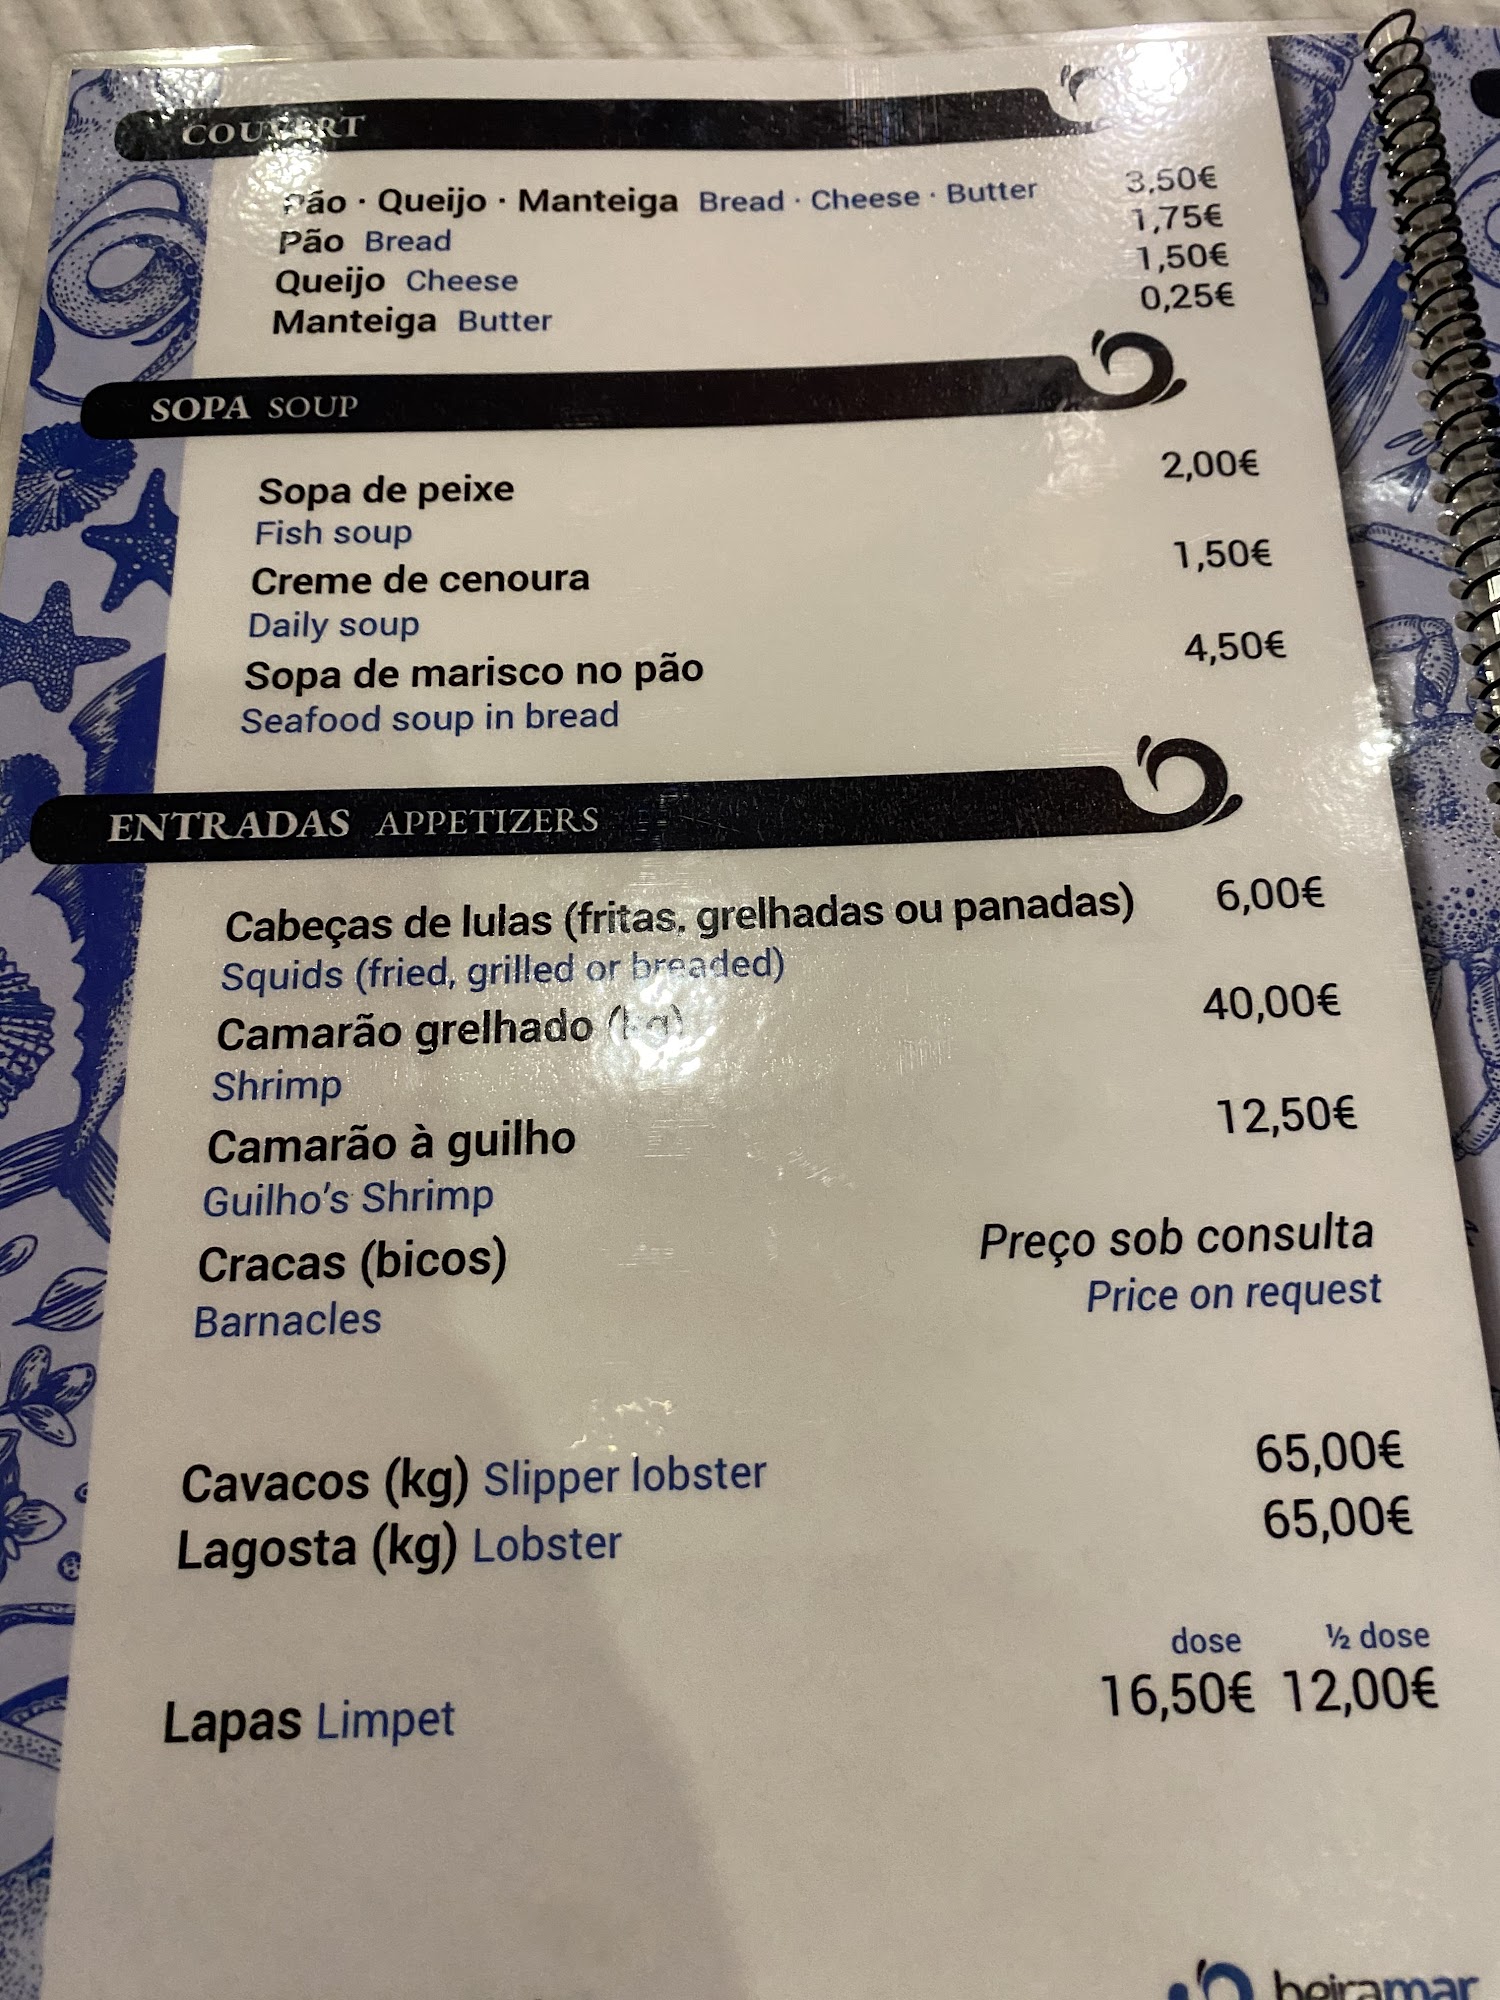 COUVERT
Pão · Queijo · Manteiga Bread · Cheese · Butter 3,50€
Pão Bread 1,75€
Queijo Cheese 1,50€
Manteiga Butter 0,25€
SOPA SOUP
Sopa de peixe 2,00€
Fish soup
Creme de cenoura 1,50€
Daily soup
Sopa de marisco no pão 4,50€
Seafood soup in bread
ENTRADAS APPETIZERS
Cabeças de lulas (fritas, grelhadas ou panadas) 6,00€
Squids (fried, grilled or breaded)
Camarão grelhado (kg) 40,00€
Shrimp
Camarão à guilho 12,50€
Guilho's Shrimp
Cracas (bicos) Preço sob consulta
Barnacles Price on request
Cavacos (kg) Slipper lobster 65,00€
Lagosta (kg) Lobster 65,00€
dose ½ dose
Lapas Limpet 16,50€ 12,00€
beiramar